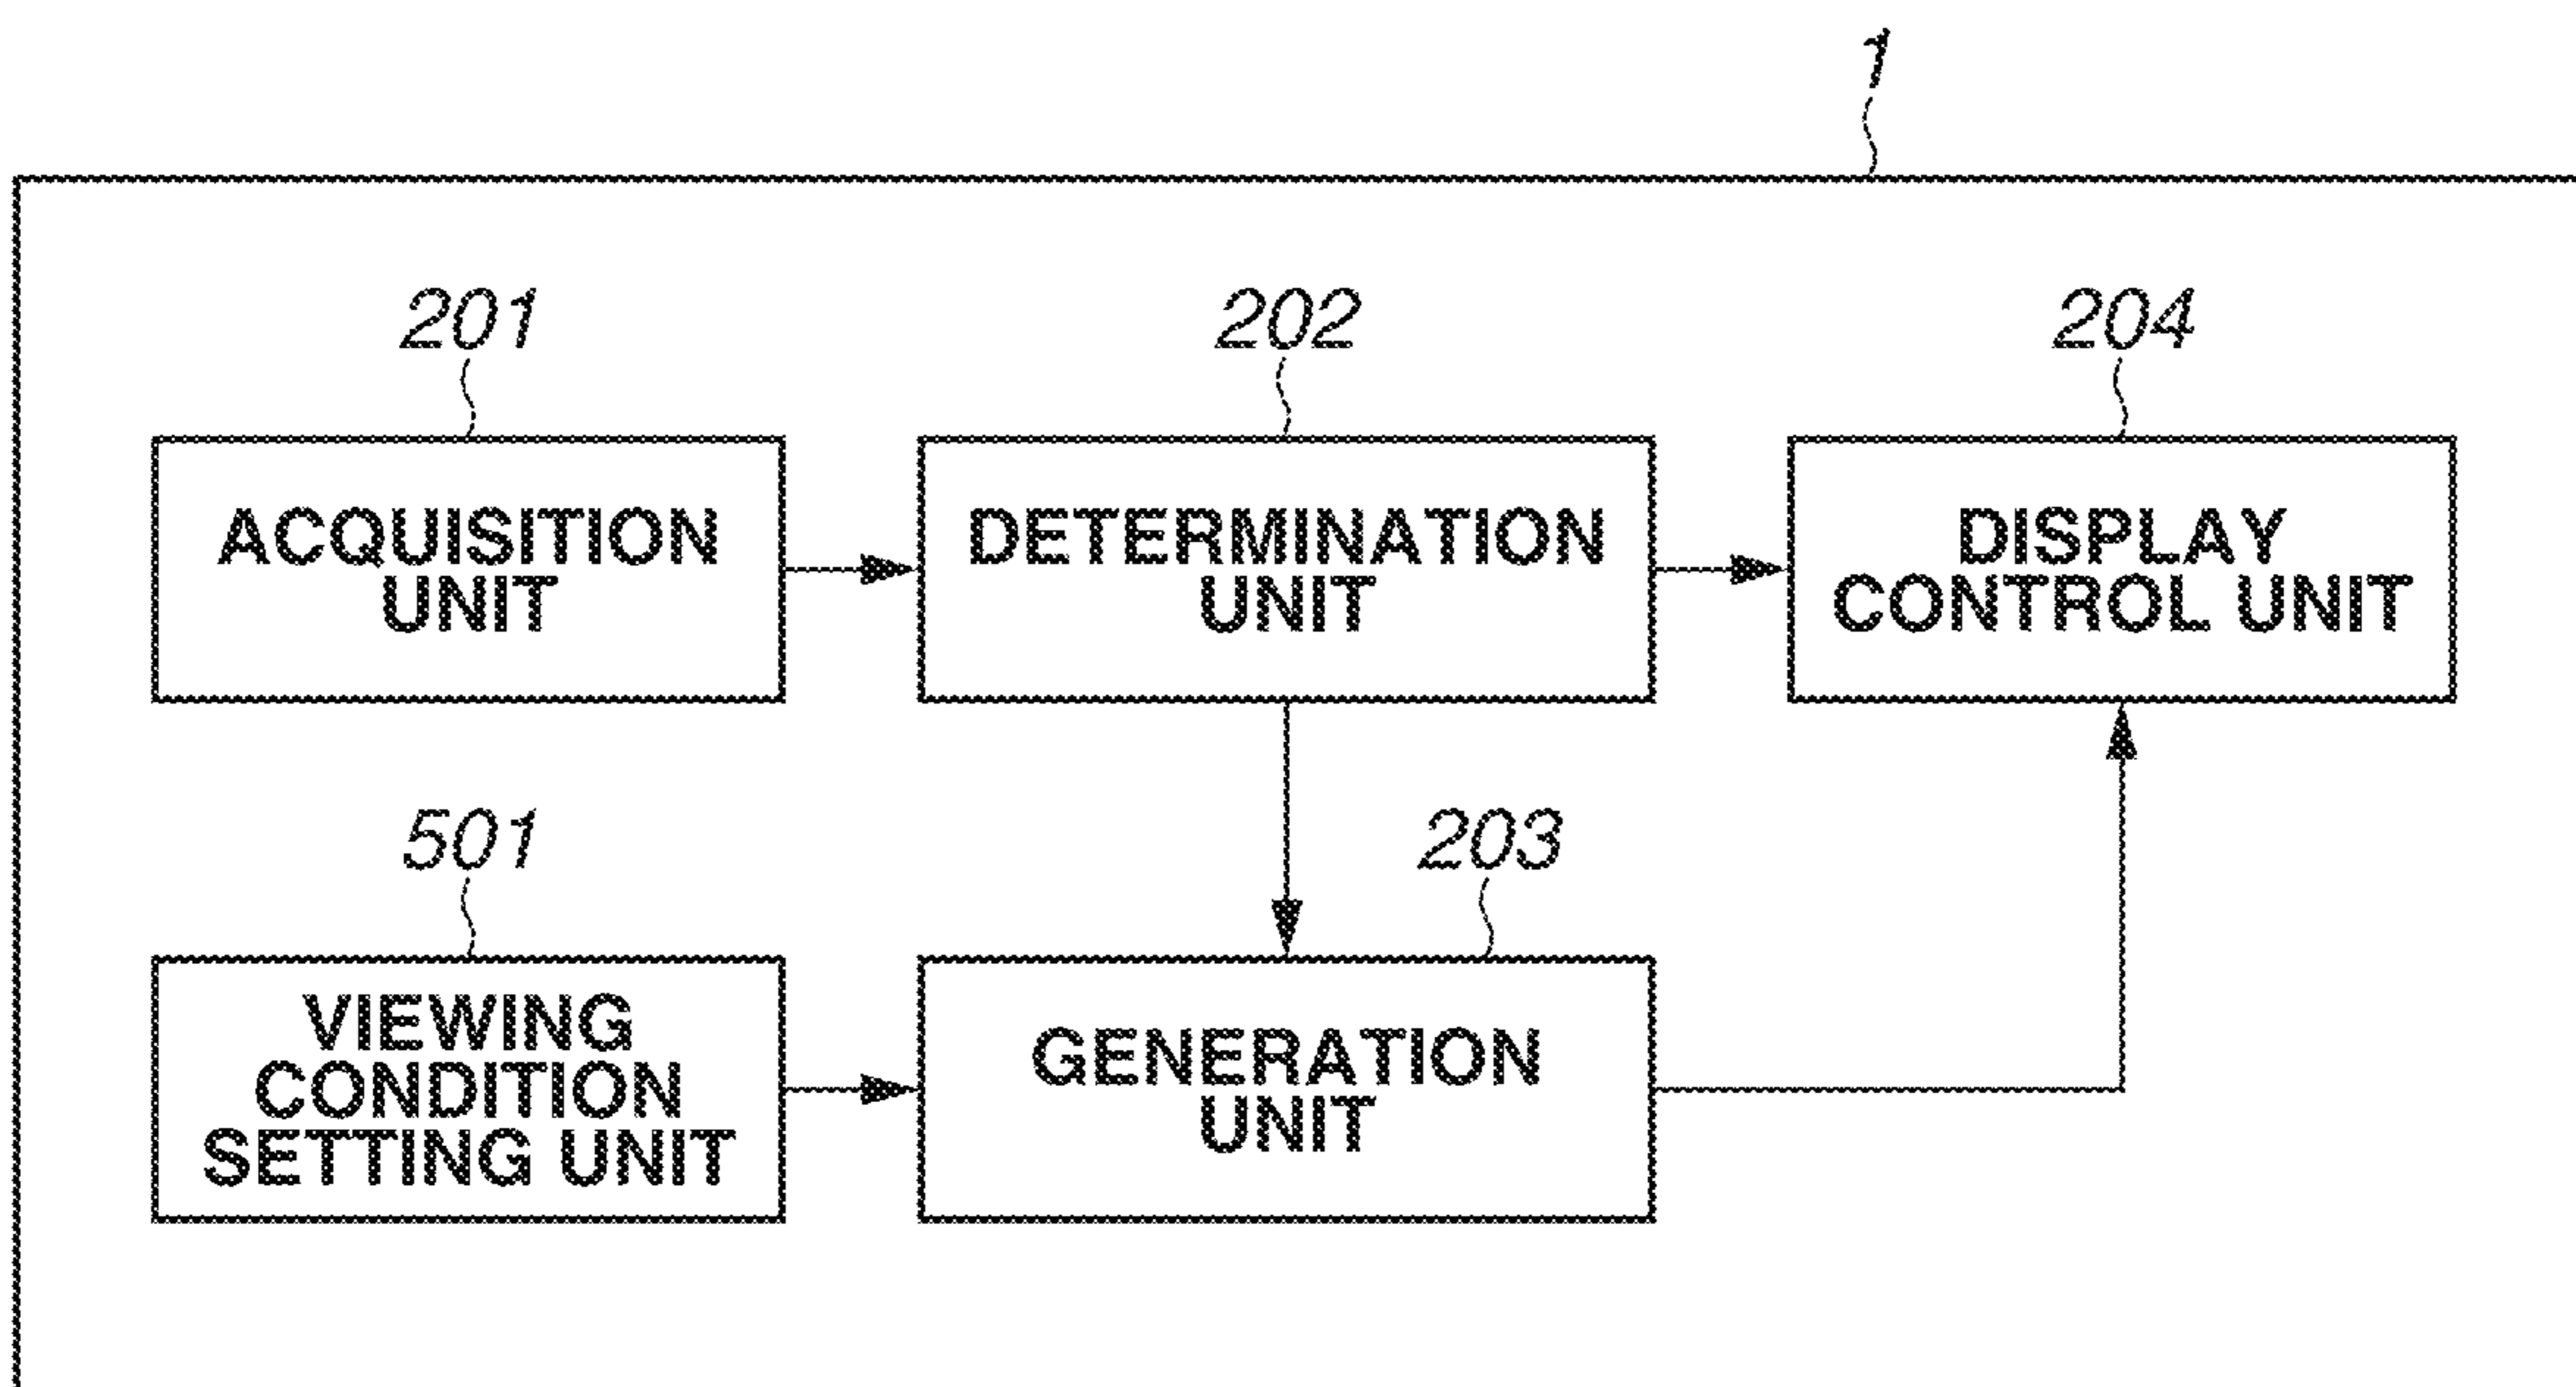 1
201
202
204
ACQUISITION
UNIT
DETERMINATION
UNIT
DISPLAY
CONTROL UNIT
501
203
VIEWING
CONDITION
SETTING UNIT
GENERATION
UNIT